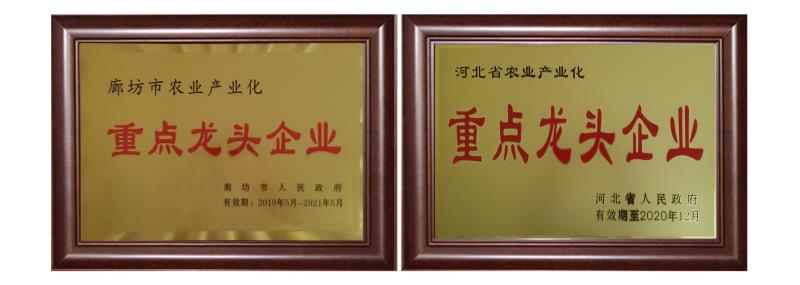 廊坊市农业产业化
重点龙头企业
廊坊市人民政府
有效期：2019年5月~2021年5月
河北省农业产业化
重点龙头企业
河北省人民政府
有效期至2020年12月